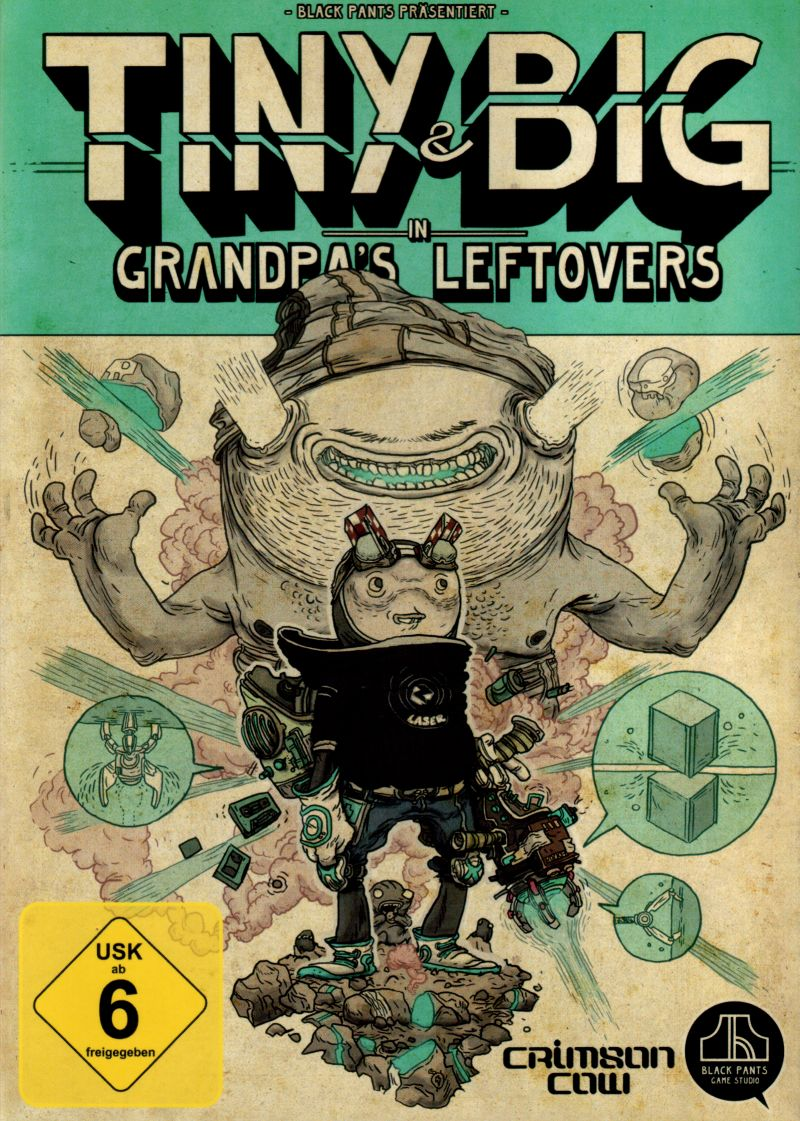 - BLACK PANTS PRÄSENTIERT -
TINY & BIG
IN
GRANDPA'S LEFTOVERS
LASER
USK
ab
6
freigegeben
CRIMSON
COW
BLACK PANTS
GAME STUDIO